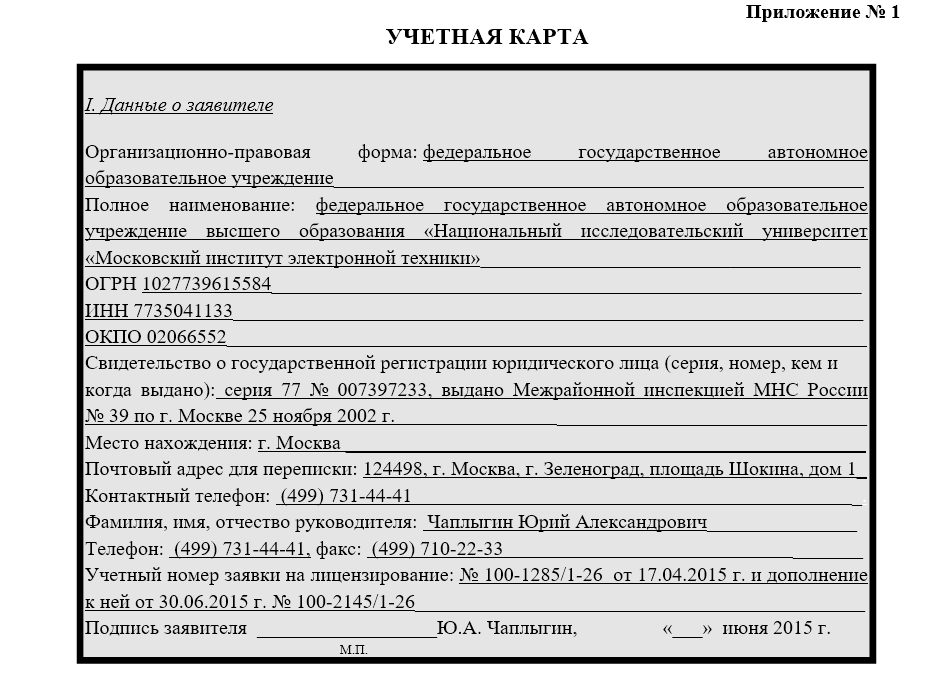 Приложение № 1
УЧЕТНАЯ КАРТА
I. Данные о заявителе
Организационно-правовая форма: федеральное государственное автономное
образовательное учреждение
Полное наименование: федеральное государственное автономное образовательное
учреждение высшего образования «Национальный исследовательский университет
«Московский институт электронной техники»
ОГРН 1027739615584
ИНН 7735041133
ОКПО 02066552
Свидетельство о государственной регистрации юридического лица (серия, номер, кем и
когда выдано): серия 77 № 007397233, выдано Межрайонной инспекцией МНС России
№ 39 по г. Москве 25 ноября 2002 г.
Место нахождения: г. Москва
Почтовый адрес для переписки: 124498, г. Москва, г. Зеленоград, площадь Шокина, дом 1
Контактный телефон: (499) 731-44-41
Фамилия, имя, отчество руководителя: Чаплыгин Юрий Александрович
Телефон: (499) 731-44-41, факс: (499) 710-22-33
Учетный номер заявки на лицензирование: № 100-1285/1-26 от 17.04.2015 г. и дополнение
к ней от 30.06.2015 г. № 100-2145/1-26
Подпись заявителя ___________________Ю.А. Чаплыгин, «___» июня 2015 г.
М.П.